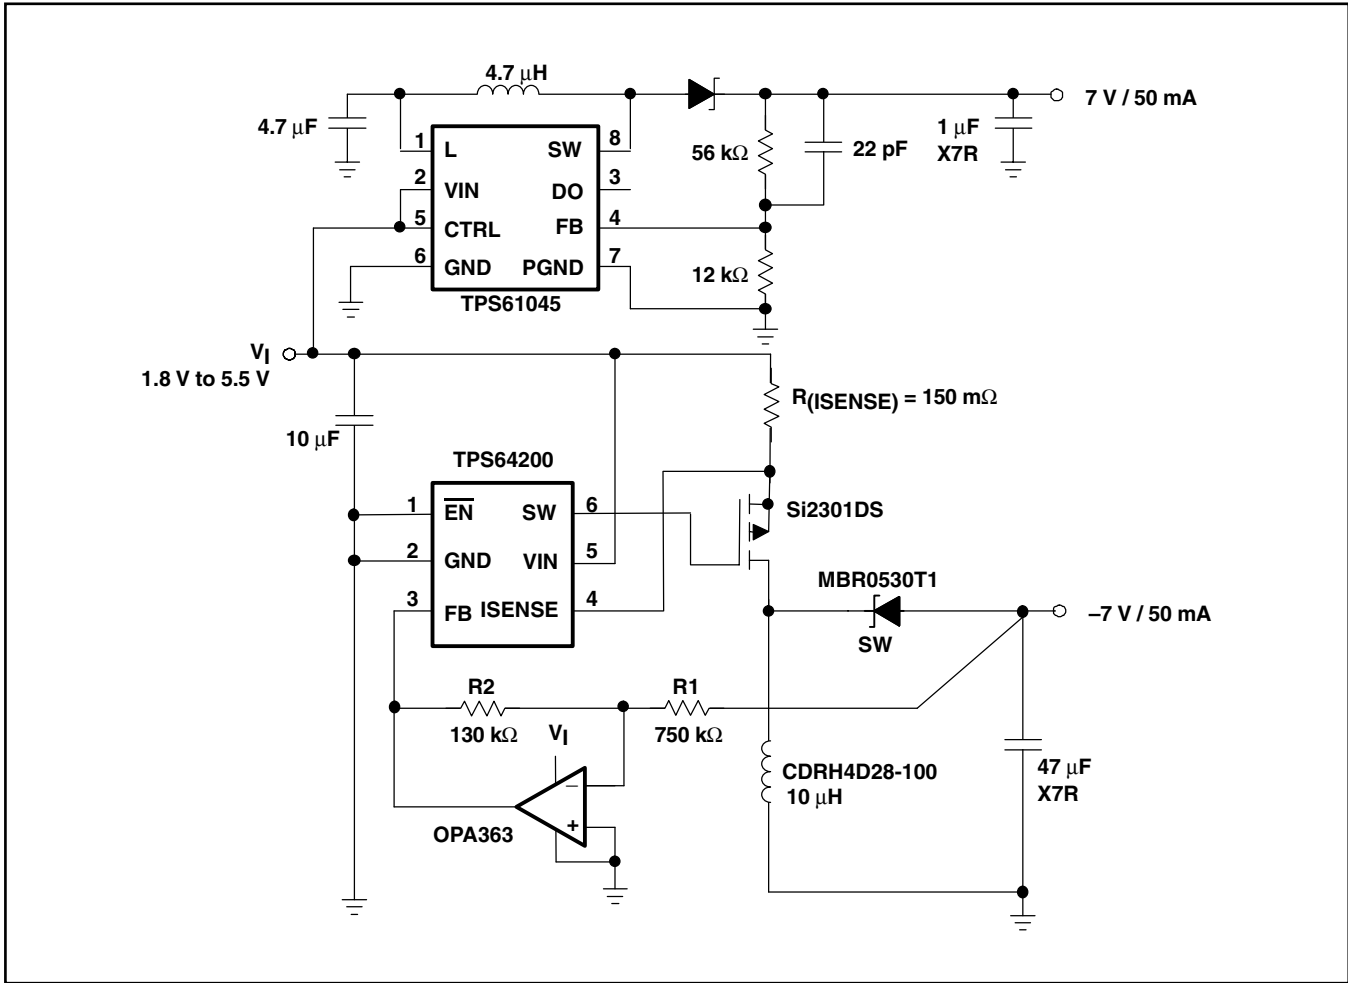 4.7 μH
7 V / 50 mA
4.7 μF
1 L SW 8
2 VIN DO 3
5 CTRL FB 4
6 GND PGND 7
TPS61045
56 kΩ
22 pF
1 μF
X7R
12 kΩ
VI
1.8 V to 5.5 V
R(ISENSE) = 150 mΩ
10 μF
TPS64200
1 EN SW 6
2 GND VIN 5
3 FB ISENSE 4
Si2301DS
MBR0530T1
SW
–7 V / 50 mA
R2
130 kΩ
R1
750 kΩ
VI
–
+
OPA363
CDRH4D28-100
10 μH
47 μF
X7R